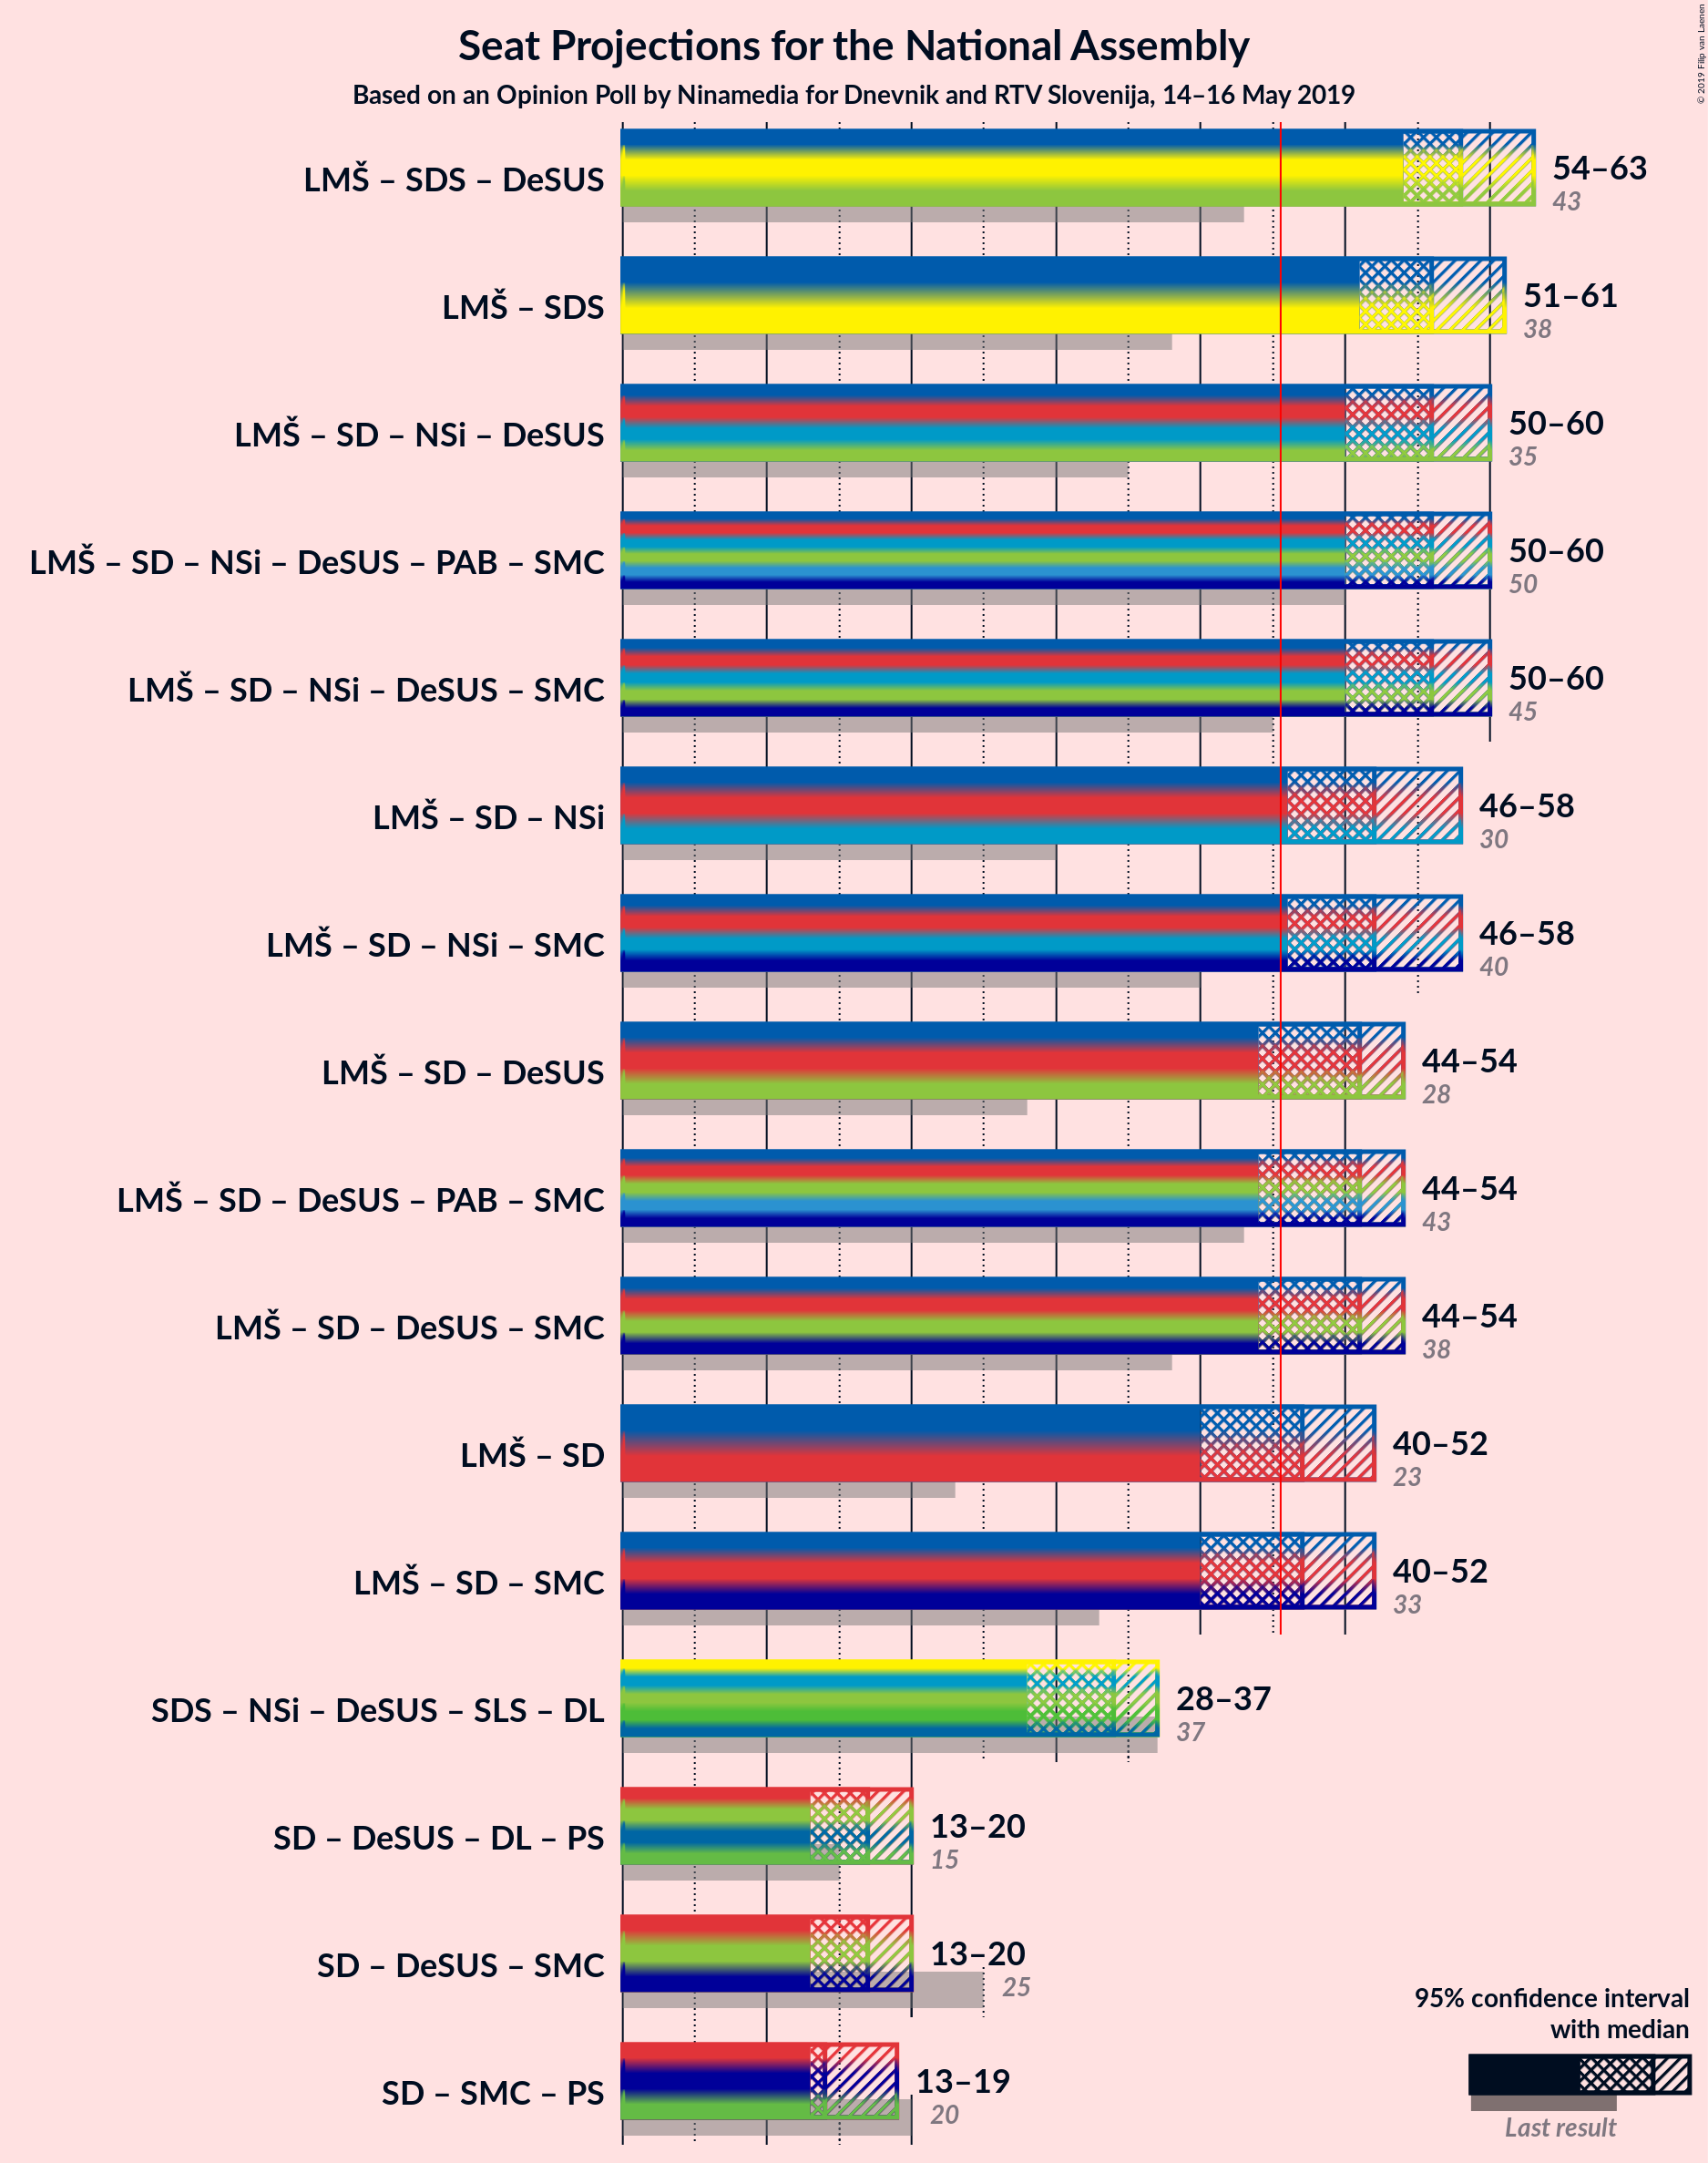 Seat Projections for the National Assembly
Based on an Opinion Poll by Ninamedia for Dnevnik and RTV Slovenija, 14–16 May 2019
© 2019 Filip van Laenen
LMŠ – SDS – DeSUS
54–63
43
LMŠ – SDS
51–61
38
LMŠ – SD – NSi – DeSUS
50–60
35
LMŠ – SD – NSi – DeSUS – PAB – SMC
50–60
50
LMŠ – SD – NSi – DeSUS – SMC
50–60
45
LMŠ – SD – NSi
46–58
30
LMŠ – SD – NSi – SMC
46–58
40
LMŠ – SD – DeSUS
44–54
28
LMŠ – SD – DeSUS – PAB – SMC
44–54
43
LMŠ – SD – DeSUS – SMC
44–54
38
LMŠ – SD
40–52
23
LMŠ – SD – SMC
40–52
33
SDS – NSi – DeSUS – SLS – DL
28–37
37
SD – DeSUS – DL – PS
13–20
15
SD – DeSUS – SMC
13–20
25
SD – SMC – PS
13–19
20
95% confidence interval
with median
Last result